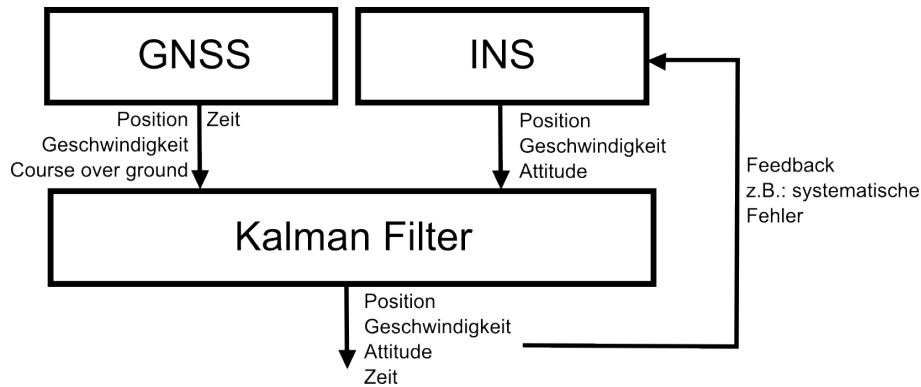 GNSS
INS
Position
Geschwindigkeit
Course over ground
Zeit
Position
Geschwindigkeit
Attitude
Feedback
z.B.: systematische
Fehler
Kalman Filter
Position
Geschwindigkeit
Attitude
Zeit